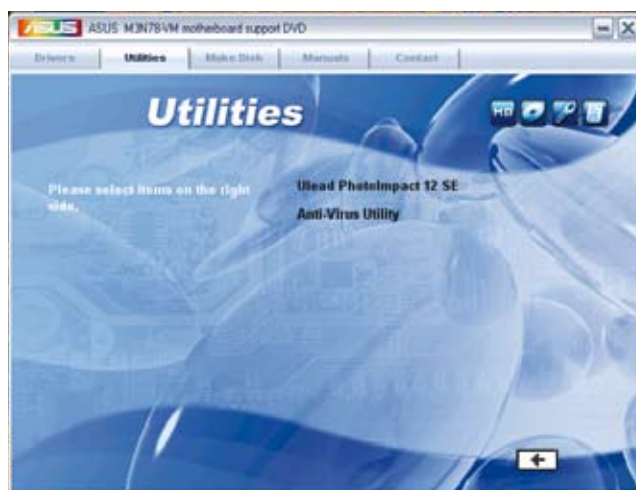 ASUS ASUS M3N78-VM motherboard support DVD
Drivers Utilities Make Disk Manuals Contact
Utilities
Please select items on the right
side.
Ulead PhotoImpact 12 SE
Anti-Virus Utility